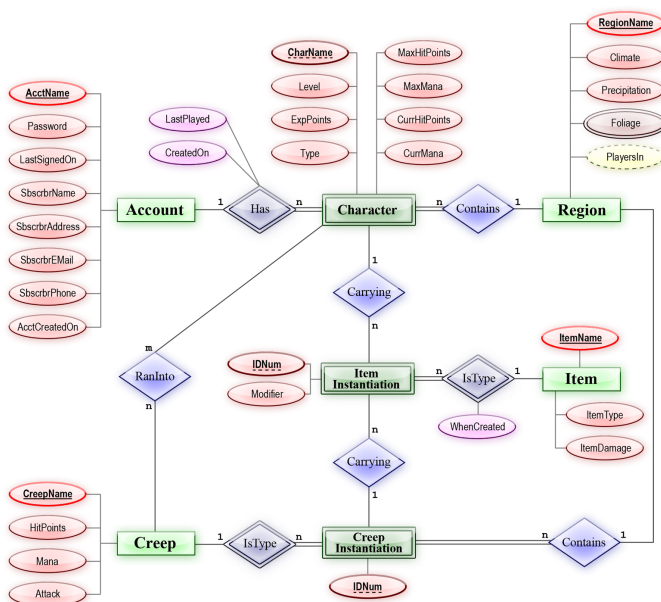 RegionName
CharName
MaxHitPoints
Climate
Level
MaxMana
AcctName
Precipitation
LastPlayed
ExpPoints
CurrHitPoints
Password
Foliage
CreatedOn
Type
CurrMana
LastSignedOn
PlayersIn
SbscrbrName
Account
1
Has
n
Character
n
Contains
1
Region
SbscrbrAddress
SbscrbrEMail
1
SbscrbrPhone
Carrying
AcctCreatedOn
n
m
ItemName
RanInto
IDNum
Modifier
Item
Instantiation
n
IsType
1
Item
n
WhenCreated
ItemType
n
ItemDamage
Carrying
CreepName
1
HitPoints
Creep
1
IsType
n
Creep
Instantiation
n
Contains
1
Mana
Attack
IDNum